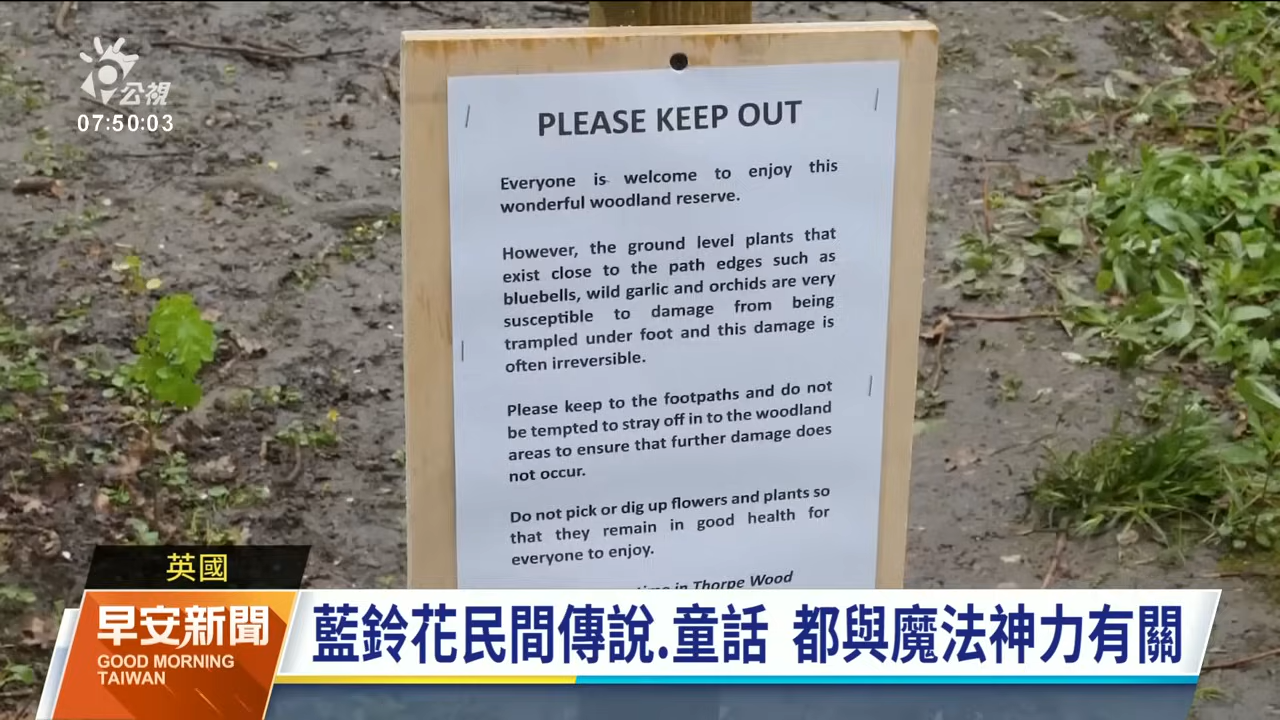 公視
07:50:03
PLEASE KEEP OUT
Everyone is welcome to enjoy this
wonderful woodland reserve.
However, the ground level plants that
exist close to the path edges such as
bluebells, wild garlic and orchids are very
susceptible to damage from being
trampled under foot and this damage is
often irreversible.
Please keep to the footpaths and do not
be tempted to stray off in to the woodland
areas to ensure that further damage does
not occur.
Do not pick or dig up flowers and plants so
that they remain in good health for
everyone to enjoy.
time in Thorpe Wood
英國
早安新聞
GOOD MORNING
TAIWAN
藍鈴花民間傳說.童話 都與魔法神力有關